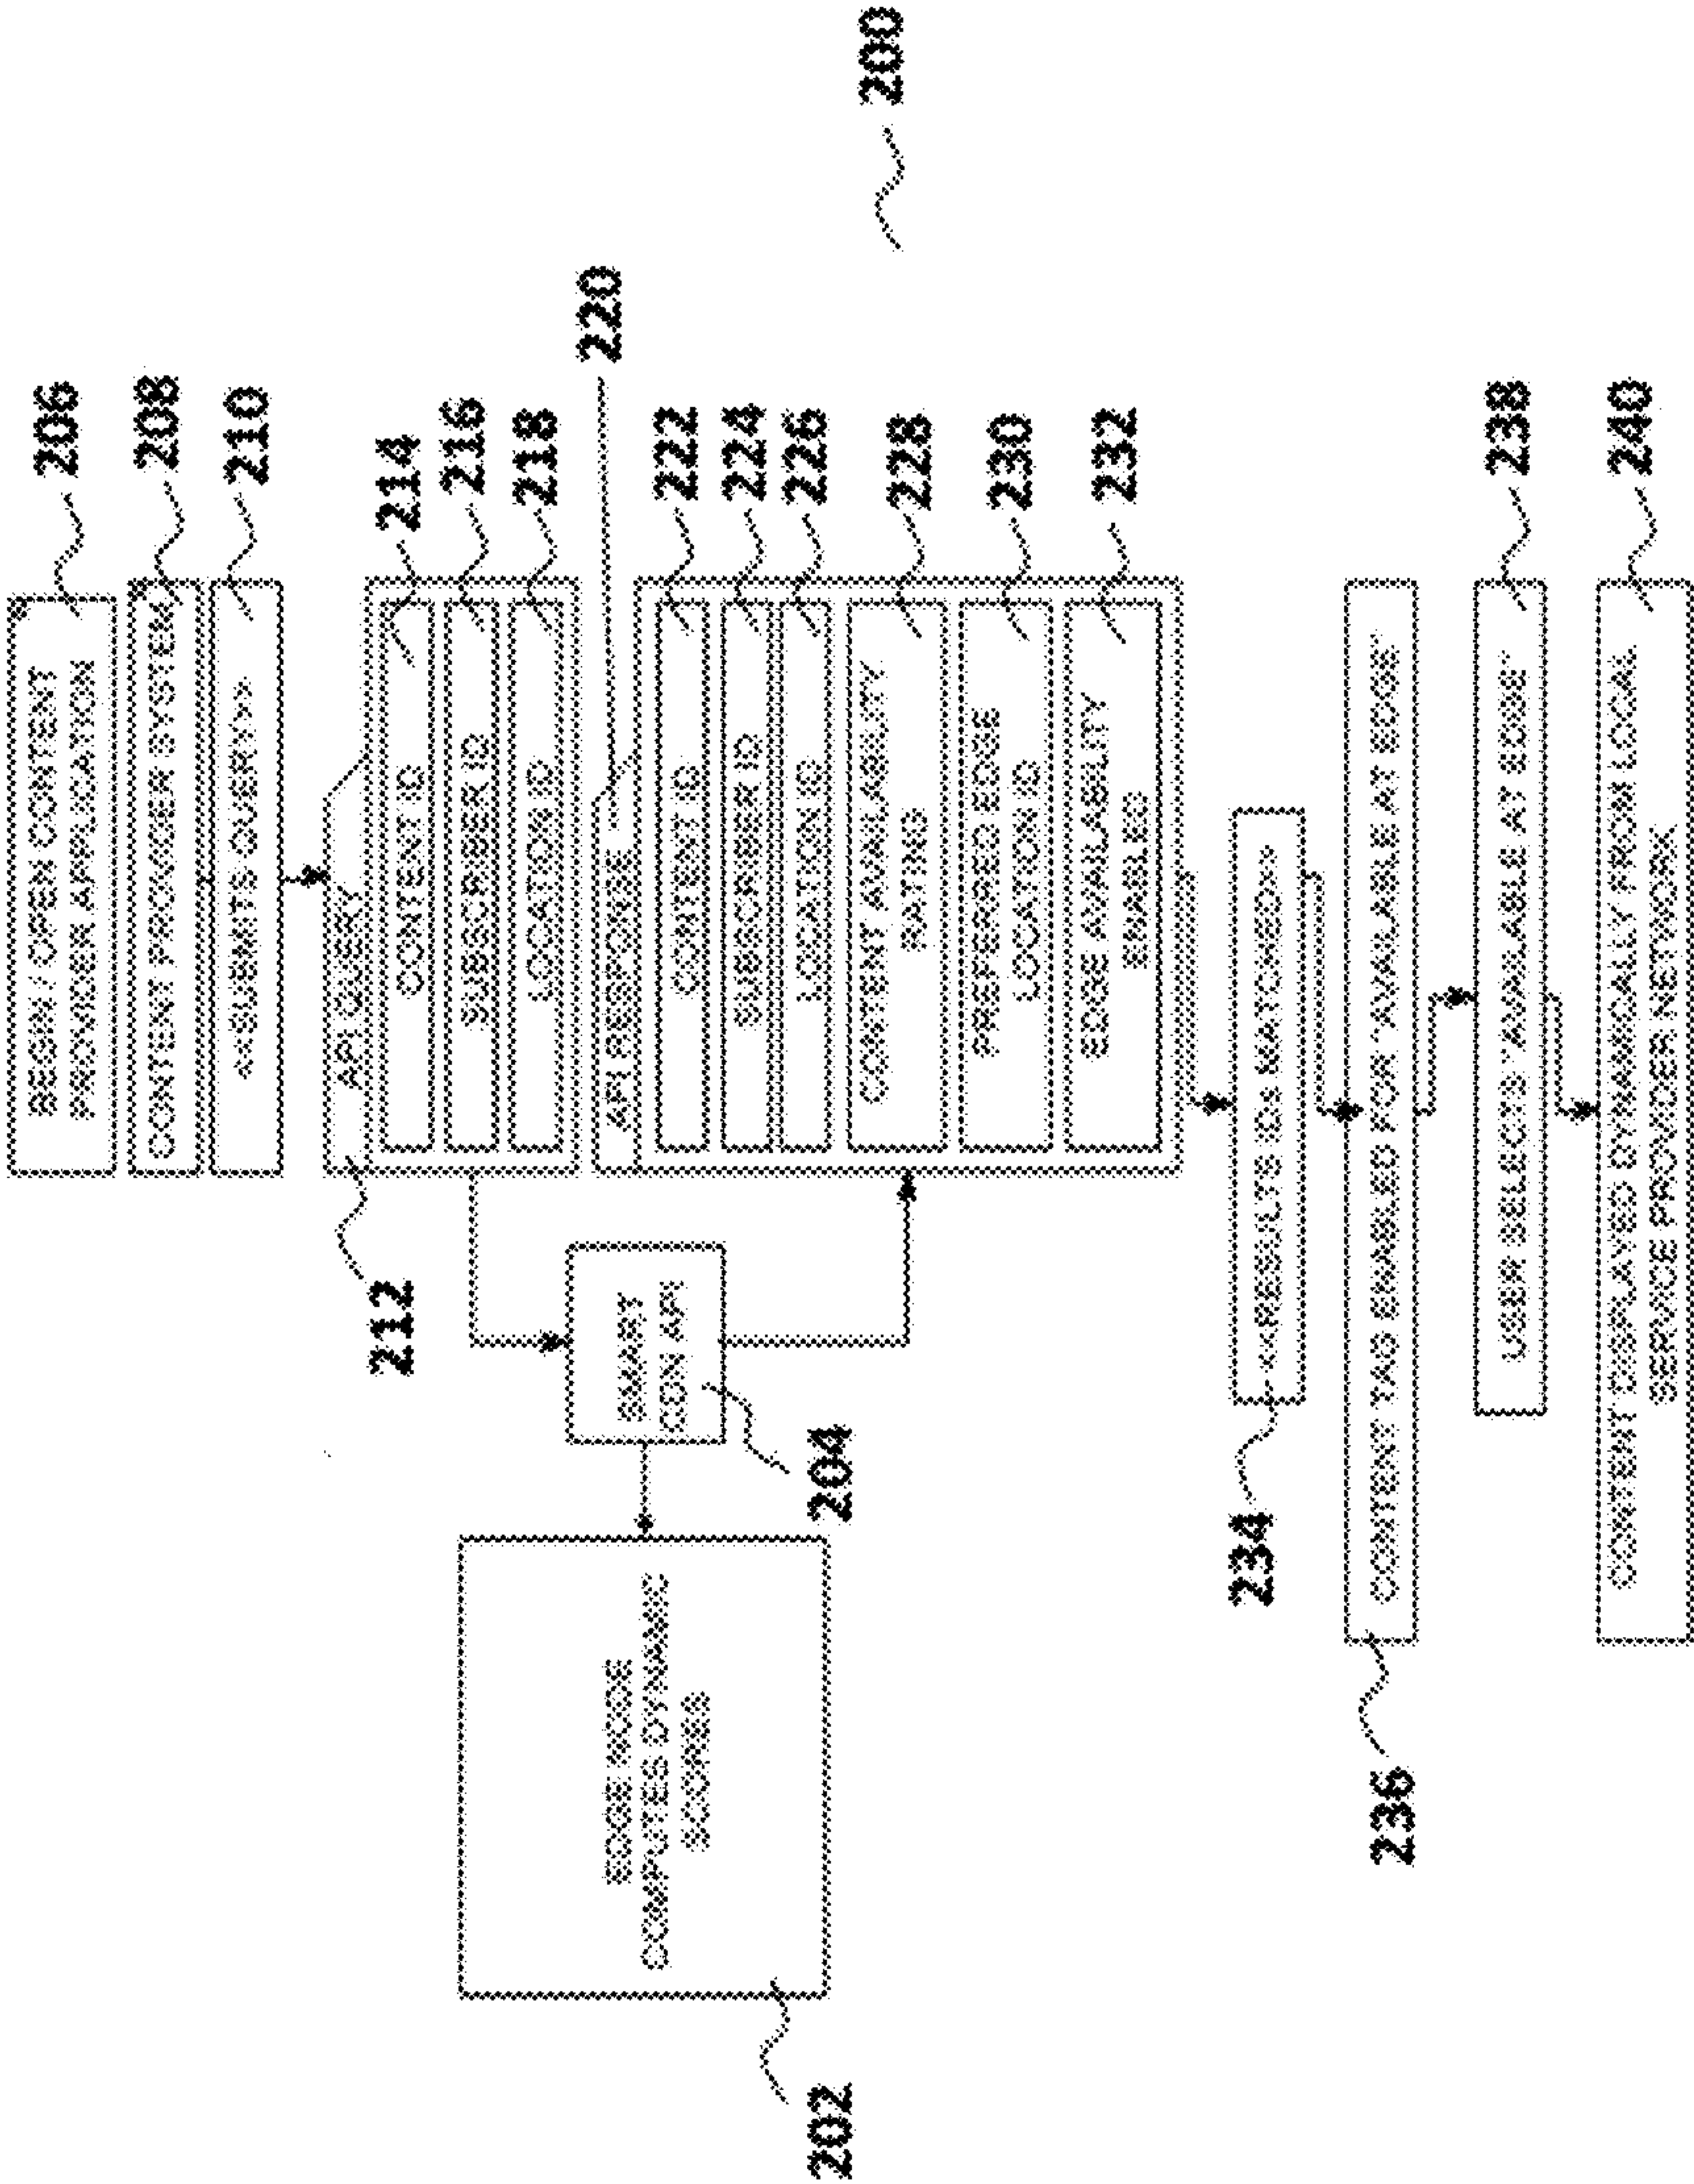 BEGIN / OPEN CONTENT
PROVIDER APPLICATION
206
CONTENT PROVIDER SYSTEM
208
<<SUBMITS QUERY>>
210
API QUERY
212
CONTENT ID
214
SUBSCRIBER ID
216
LOCATION ID
218
API RESPONSE
220
CONTENT ID
222
SUBSCRIBER ID
224
LOCATION ID
226
CONTENT AVAILABILITY
RATING
228
PREFERRED EDGE
LOCATION ID
230
EDGE AVAILABILITY
ENABLED
232
SMART
CDN API
204
EDGE NODE
COMPUTES DYNAMIC
SCORES
202
<<RESULTS IDs MATCHED>>
234
CONTENT TAG ENABLED FOR "AVAILABLE AT EDGE"
236
USER SELECTS "AVAILABLE AT EDGE"
238
CONTENT DISPLAYED DYNAMICALLY FROM LOCAL
SERVICE PROVIDER NETWORK
240
200